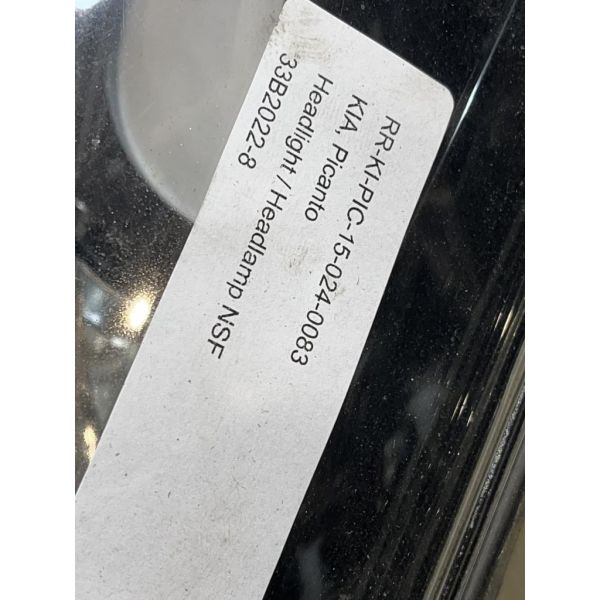 RR-KI-PIC-15-024-0083
KIA, Picanto
Headlight / Headlamp NSF
33B2022-8